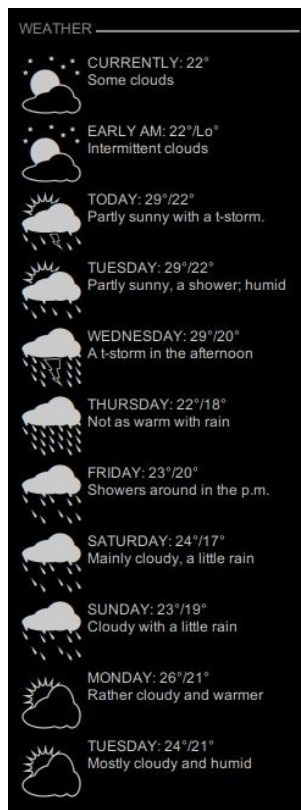 WEATHER
CURRENTLY: 22°
Some clouds
EARLY AM: 22°/Lo°
Intermittent clouds
TODAY: 29°/22°
Partly sunny with a t-storm.
TUESDAY: 29°/22°
Partly sunny, a shower; humid
WEDNESDAY: 29°/20°
A t-storm in the afternoon
THURSDAY: 22°/18°
Not as warm with rain
FRIDAY: 23°/20°
Showers around in the p.m.
SATURDAY: 24°/17°
Mainly cloudy, a little rain
SUNDAY: 23°/19°
Cloudy with a little rain
MONDAY: 26°/21°
Rather cloudy and warmer
TUESDAY: 24°/21°
Mostly cloudy and humid